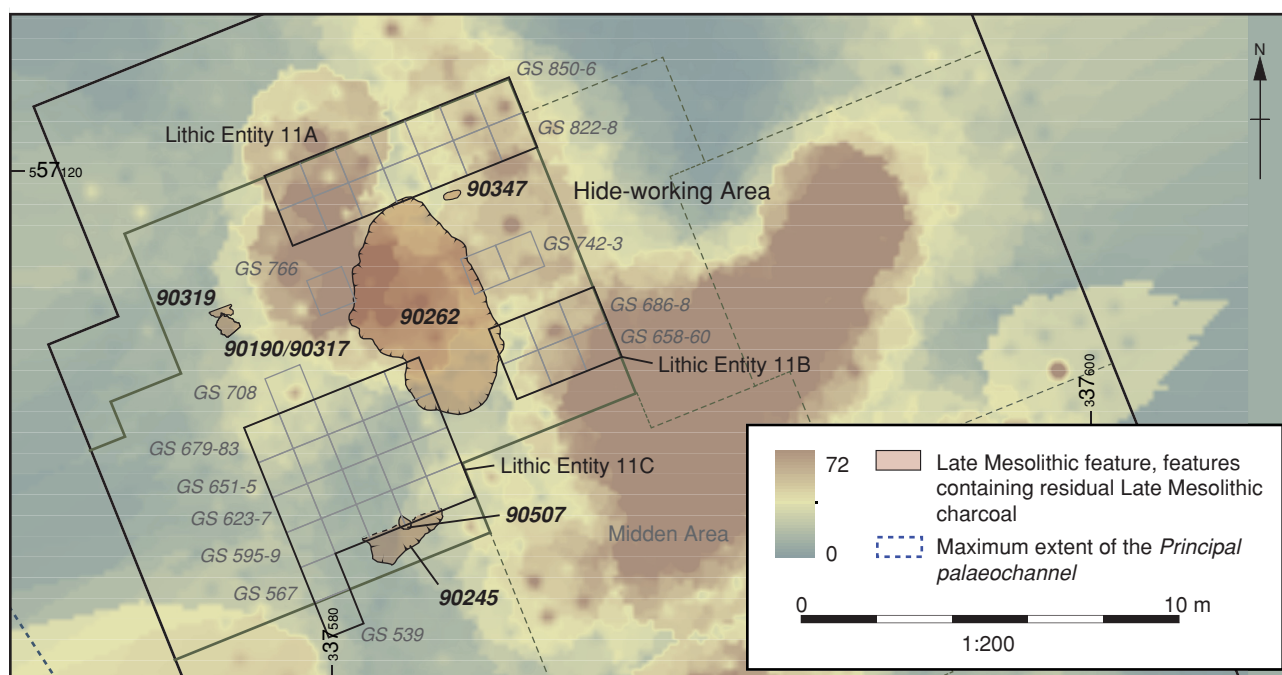 N
GS 850-6
Lithic Entity 11A
GS 822-8
557120
90347
Hide-working Area
GS 742-3
GS 766
90319
90262
GS 686-8
90190/90317
GS 658-60
Lithic Entity 11B
GS 708
337600
GS 679-83
Lithic Entity 11C
GS 651-5
GS 623-7
90507
Midden Area
GS 595-9
GS 567
90245
GS 539
337580
72
0
Late Mesolithic feature, features
containing residual Late Mesolithic
charcoal
Maximum extent of the Principal
palaeochannel
0
10 m
1:200